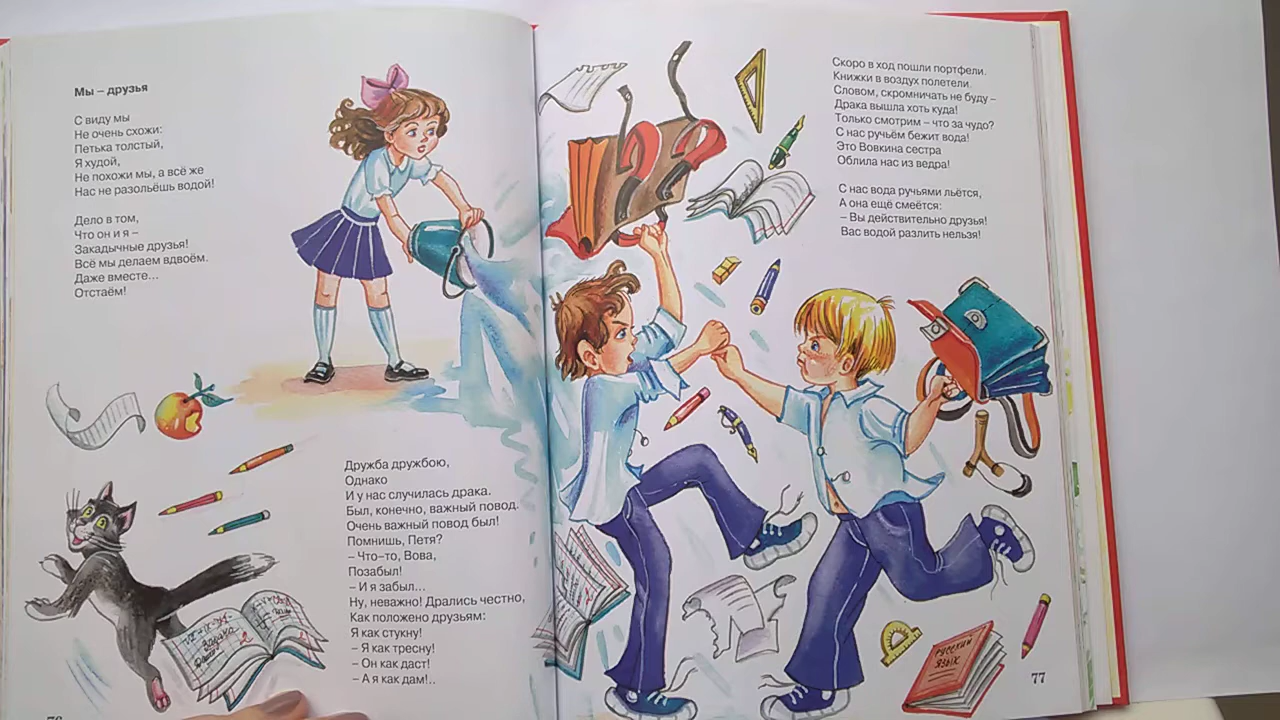 Мы – друзья
С виду мы
Не очень схожи:
Петька толстый,
Я худой,
Не похожи мы, а всё же
Нас не разольёшь водой!
Дело в том,
Что он и я –
Закадычные друзья!
Всё мы делаем вдвоём.
Даже вместе...
Отстаём!
Дружба дружбою,
Однако
И у нас случилась драка.
Был, конечно, важный повод.
Очень важный повод был!
Помнишь, Петя?
– Что-то, Вова,
Позабыл!
– И я забыл...
Ну, неважно! Дрались честно,
Как положено друзьям:
Я как стукну!
– Я как тресну!
– Он как даст!
– А я как дам!..
Скоро в ход пошли портфели.
Книжки в воздух полетели.
Словом, скромничать не буду –
Драка вышла хоть куда!
Только смотрим – что за чудо?
С нас ручьём бежит вода!
Это Вовкина сестра
Облила нас из ведра!
С нас вода ручьями льётся,
А она ещё смеётся:
– Вы действительно друзья!
Вас водой разлить нельзя!
Задача
РУССКИЙ
ЯЗЫК
77